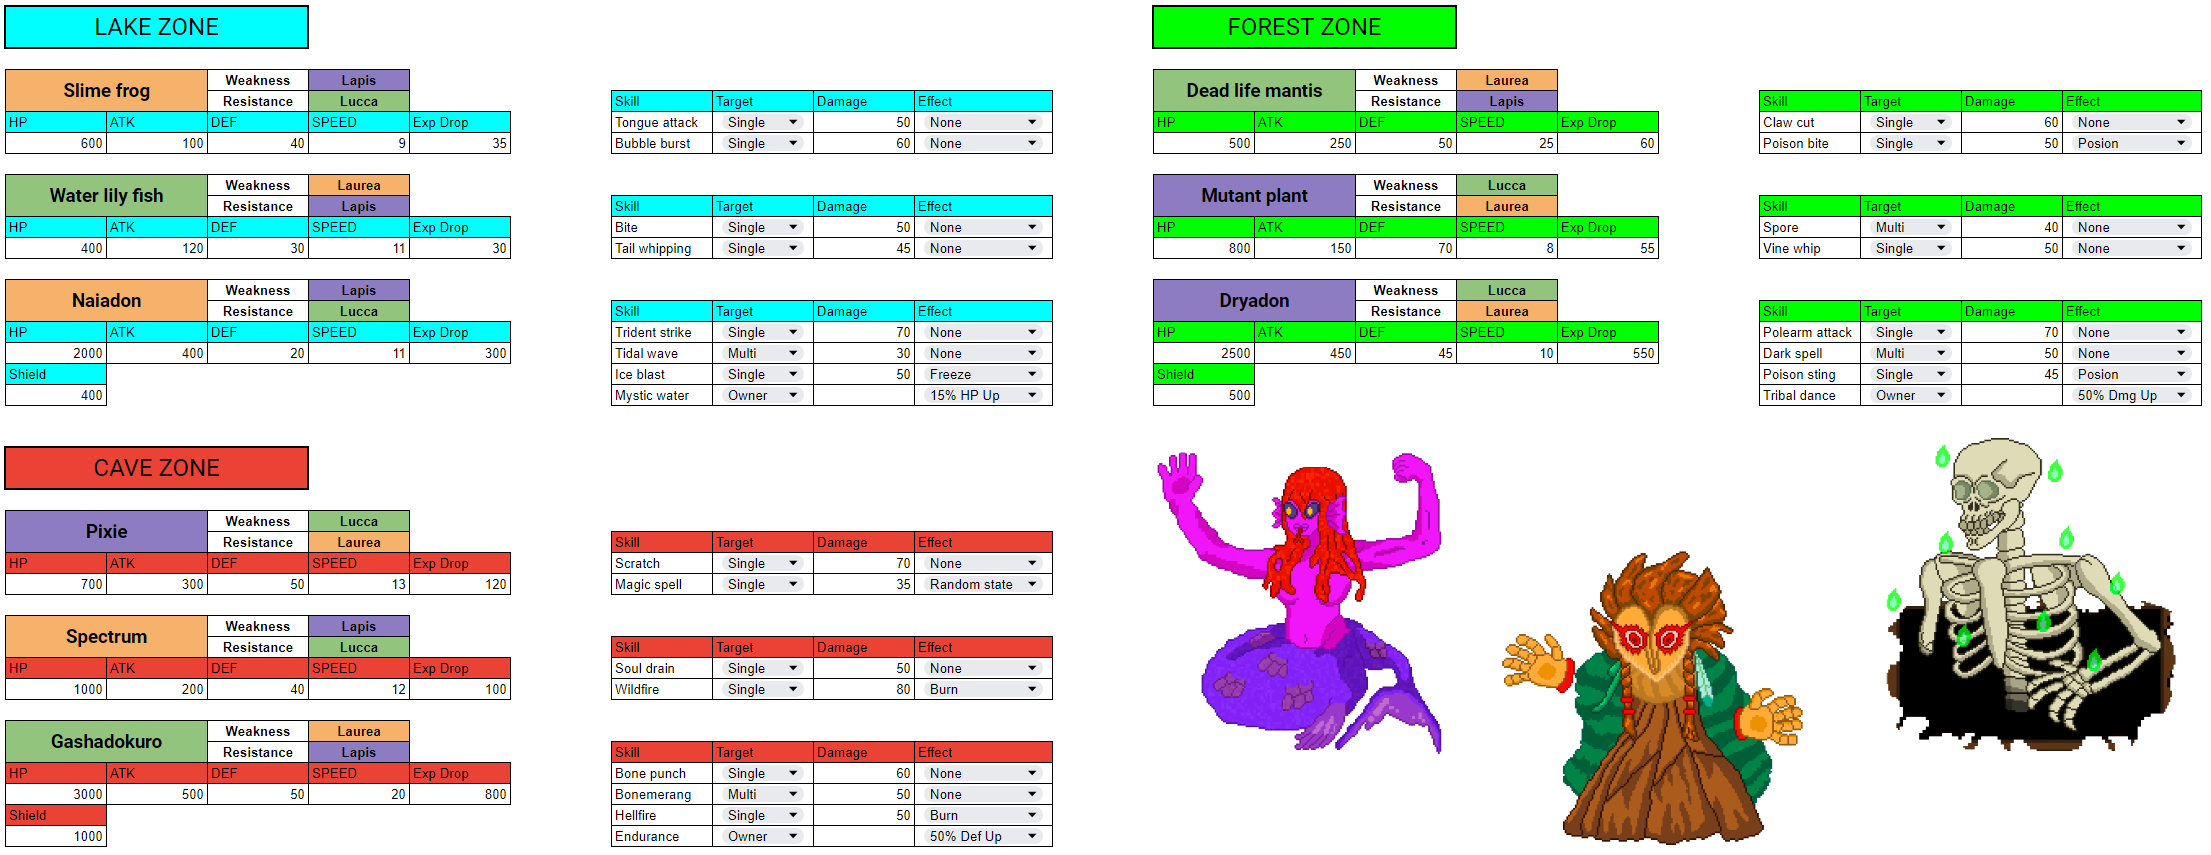 LAKE ZONE
Slime frog Weakness Lapis
Resistance Lucca
HP ATK DEF SPEED Exp Drop
600 100 40 9 35
Skill Target Damage Effect
Tongue attack Single 50 None
Bubble burst Single 60 None
Water lily fish Weakness Laurea
Resistance Lapis
HP ATK DEF SPEED Exp Drop
400 120 30 11 30
Skill Target Damage Effect
Bite Single 50 None
Tail whipping Single 45 None
Naiadon Weakness Lapis
Resistance Lucca
HP ATK DEF SPEED Exp Drop
2000 400 20 11 300
Shield
400
Skill Target Damage Effect
Trident strike Single 70 None
Tidal wave Multi 30 None
Ice blast Single 50 Freeze
Mystic water Owner 15% HP Up
FOREST ZONE
Dead life mantis Weakness Laurea
Resistance Lapis
HP ATK DEF SPEED Exp Drop
500 250 50 25 60
Skill Target Damage Effect
Claw cut Single 60 None
Poison bite Single 50 Posion
Mutant plant Weakness Lucca
Resistance Laurea
HP ATK DEF SPEED Exp Drop
800 150 70 8 55
Skill Target Damage Effect
Spore Multi 40 None
Vine whip Single 50 None
Dryadon Weakness Lucca
Resistance Laurea
HP ATK DEF SPEED Exp Drop
2500 450 45 10 550
Shield
500
Skill Target Damage Effect
Polearm attack Single 70 None
Dark spell Multi 50 None
Poison sting Single 45 Posion
Tribal dance Owner 50% Dmg Up
CAVE ZONE
Pixie Weakness Lucca
Resistance Laurea
HP ATK DEF SPEED Exp Drop
700 300 50 13 120
Skill Target Damage Effect
Scratch Single 70 None
Magic spell Single 35 Random state
Spectrum Weakness Lapis
Resistance Lucca
HP ATK DEF SPEED Exp Drop
1000 200 40 12 100
Skill Target Damage Effect
Soul drain Single 50 None
Wildfire Single 80 Burn
Gashadokuro Weakness Laurea
Resistance Lapis
HP ATK DEF SPEED Exp Drop
3000 500 50 20 800
Shield
1000
Skill Target Damage Effect
Bone punch Single 60 None
Bonemerang Multi 50 None
Hellfire Single 50 Burn
Endurance Owner 50% Def Up